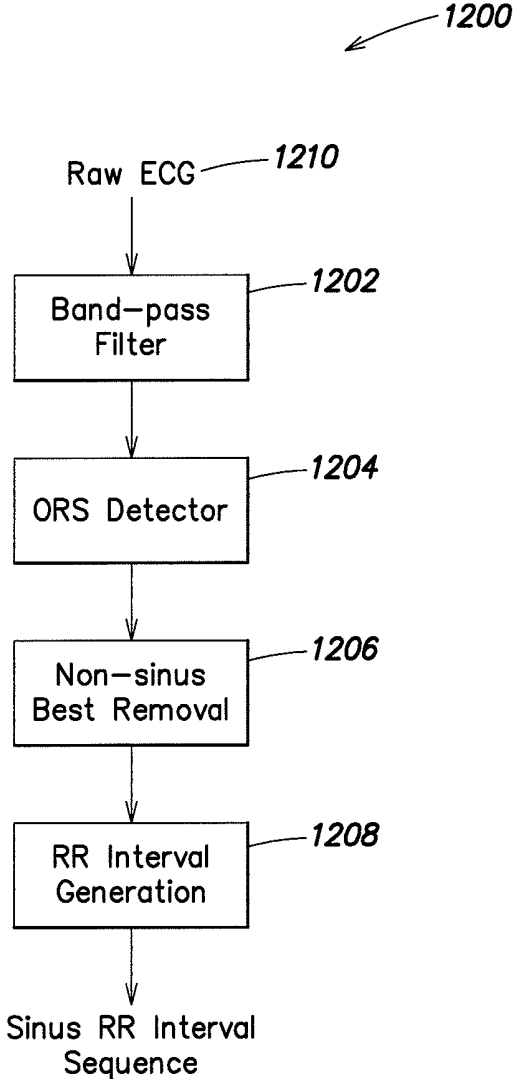 1200
Raw ECG
1210
Band-pass
Filter
1202
ORS Detector
1204
Non-sinus
Best Removal
1206
RR Interval
Generation
1208
Sinus RR Interval
Sequence